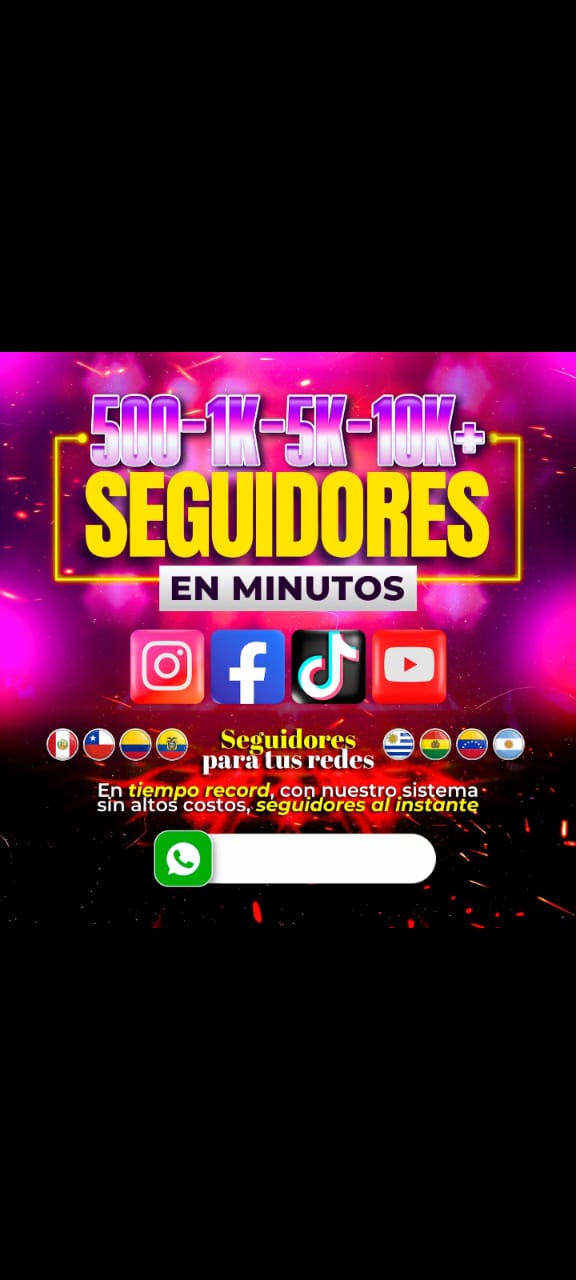 500-1K-5K-10K+
SEGUIDORES
EN MINUTOS
Seguidores
para tus redes
En tiempo record, con nuestro sistema
sin altos costos, seguidores al instante